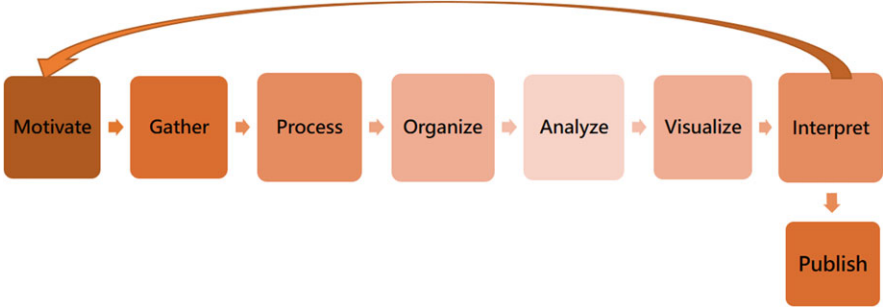 Motivate
Gather
Process
Organize
Analyze
Visualize
Interpret
Publish